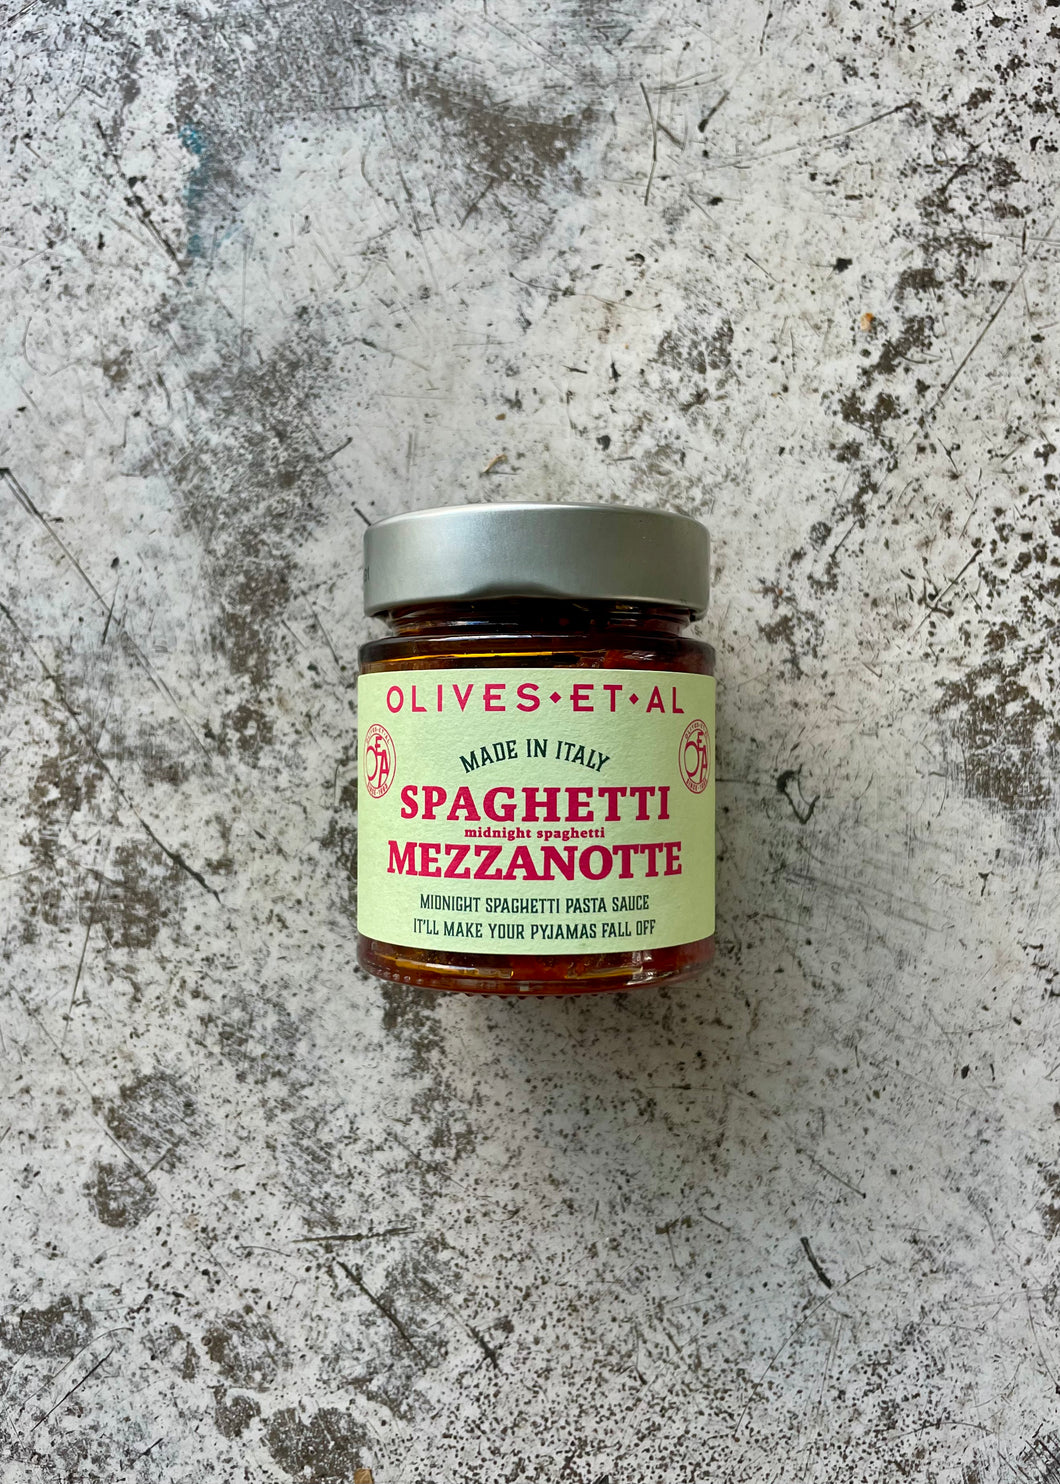 OLIVES·ET·AL
MADE IN ITALY
SPAGHETTI
midnight spaghetti
MEZZANOTTE
MIDNIGHT SPAGHETTI PASTA SAUCE
IT'LL MAKE YOUR PYJAMAS FALL OFF